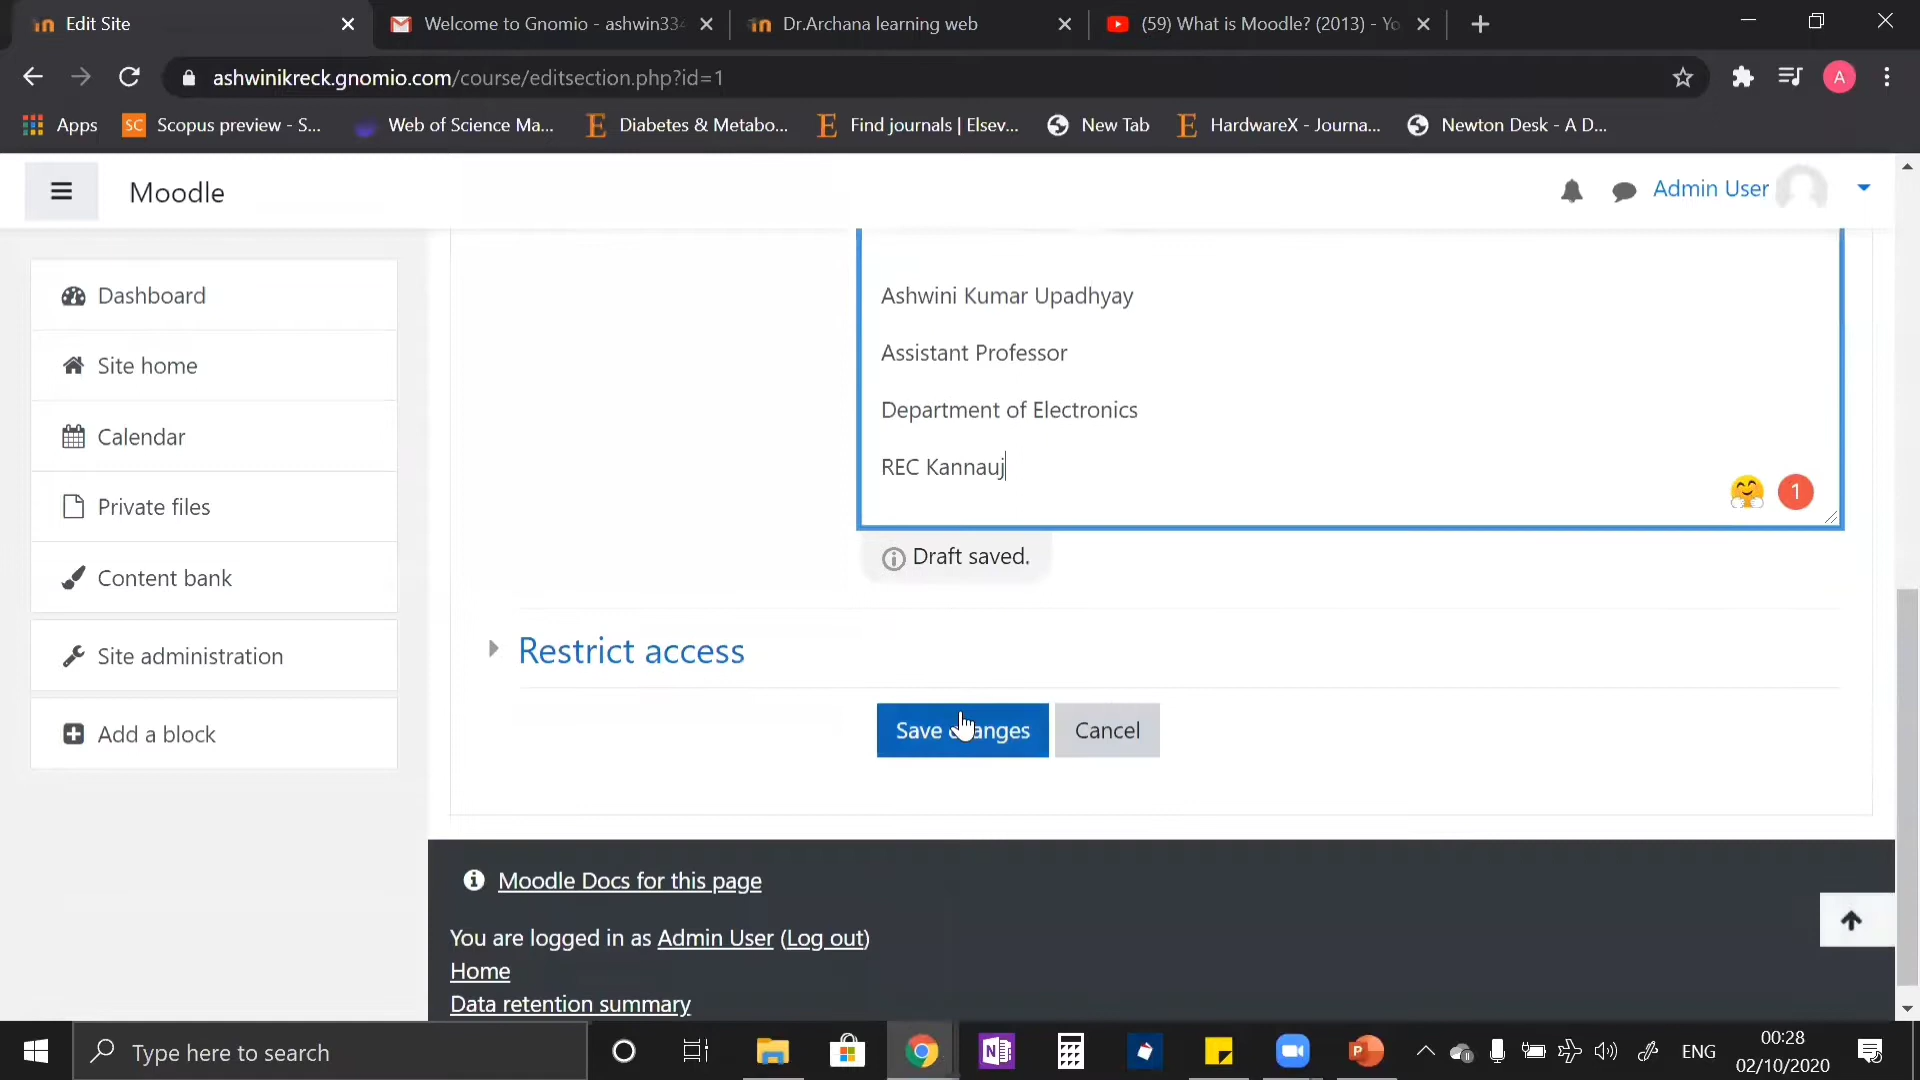 Edit Site
Welcome to Gnomio - ashwin334
Dr.Archana learning web
(59) What is Moodle? (2013) - Yo
ashwinikreck.gnomio.com/course/editsection.php?id=1
A
Apps
SC Scopus preview - S...
Web of Science Ma...
E Diabetes & Metabo...
E Find journals | Elsev...
New Tab
E HardwareX - Journa...
Newton Desk - A D...
Moodle
Admin User
Dashboard
Site home
Calendar
Private files
Content bank
Site administration
Add a block
Ashwini Kumar Upadhyay
Assistant Professor
Department of Electronics
REC Kannauj
1
Draft saved.
Restrict access
Save changes
Cancel
Moodle Docs for this page
You are logged in as Admin User (Log out)
Home
Data retention summary
Type here to search
ENG
00:28
02/10/2020